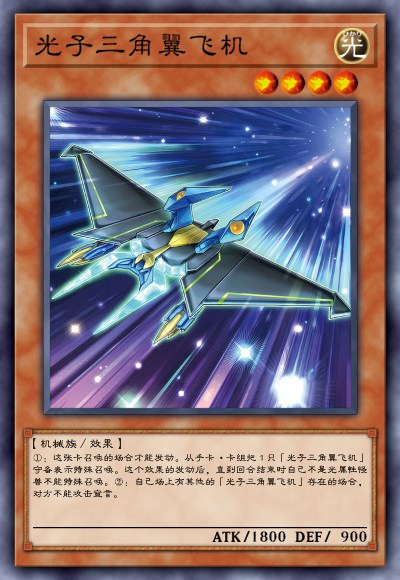 光子三角翼飞机
光
【机械族／效果】
①：这张卡召唤的场合才能发动。从手卡·卡组把1只「光子三角翼飞机」
守备表示特殊召唤。这个效果的发动后，直到回合结束时自己不是光属性怪
兽不能特殊召唤。②：自己场上有其他的「光子三角翼飞机」存在的场合，
对方不能攻击宣言。
ATK/1800 DEF/ 900